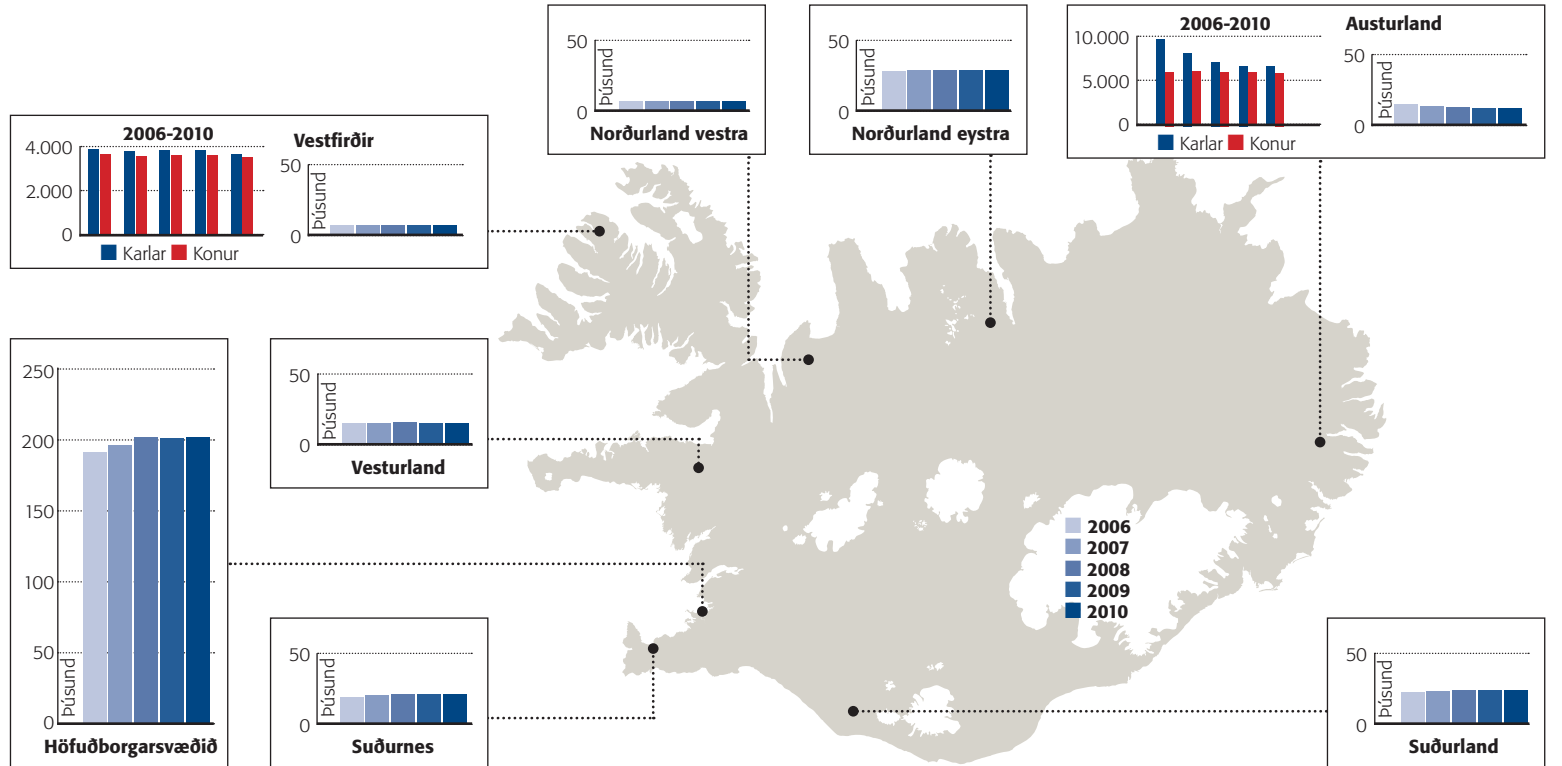 50
Þúsund
0
Norðurland vestra
50
Þúsund
0
Norðurland eystra
2006-2010
10.000
5.000
0
Karlar Konur
Austurland
50
Þúsund
0
2006-2010
4.000
2.000
0
Karlar Konur
Vestfirðir
50
Þúsund
0
250
200
150
100
50
0
Þúsund
Höfuðborgarsvæðið
50
Þúsund
0
Vesturland
50
Þúsund
0
Suðurnes
2006
2007
2008
2009
2010
50
Þúsund
0
Suðurland